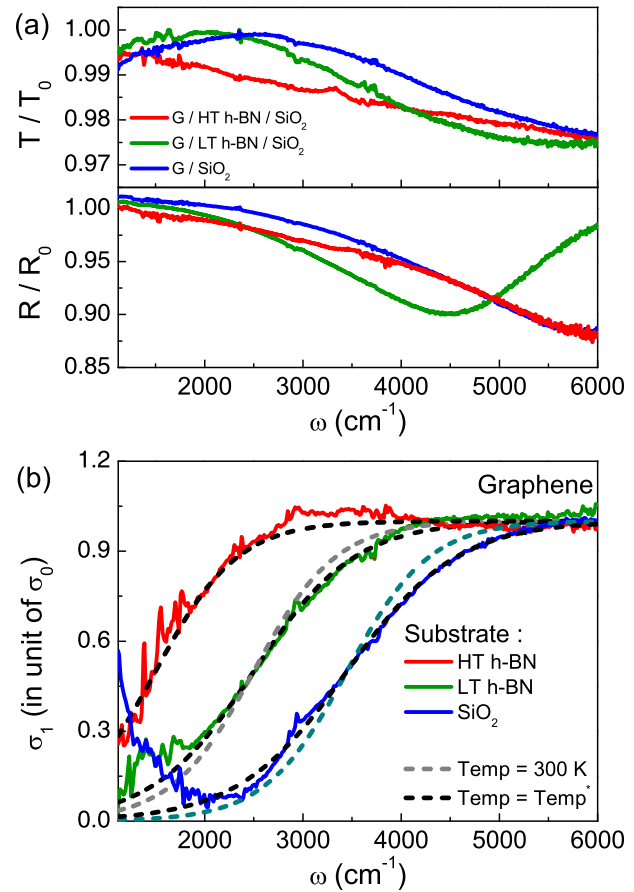 (a)
1.00
0.99
0.98
0.97
T / T₀
G / HT h-BN / SiO₂
G / LT h-BN / SiO₂
G / SiO₂
1.00
0.95
0.90
0.85
R / R₀
2000 3000 4000 5000 6000
ω (cm⁻¹)
(b)
1.2
0.9
0.6
0.3
0.0
σ₁ (in unit of σ₀)
Graphene
Substrate :
HT h-BN
LT h-BN
SiO₂
Temp = 300 K
Temp = Temp*
2000 3000 4000 5000 6000
ω (cm⁻¹)